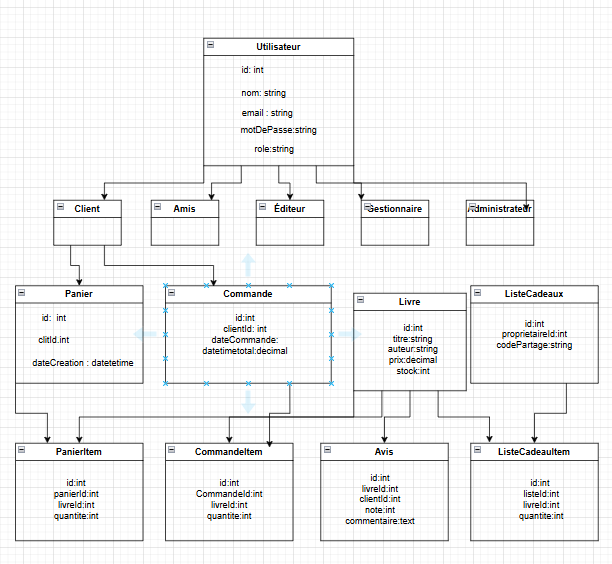 Utilisateur
id: int
nom: string
email : string
motDePasse:string
role:string
Client
Amis
Éditeur
Gestionnaire
Administrateur
Panier
id: int
clitId.int
dateCreation : datetetime
Commande
id:int
clientId: int
dateCommande:
datetimetotal:decimal
Livre
id:int
titre:string
auteur:string
prix:decimal
stock:int
ListeCadeaux
id:int
proprietaireId:int
codePartage:string
PanierItem
id:int
panierId:int
livreId:int
quantite:int
CommandeItem
id:int
CommandeId:int
livreId:int
quantite:int
Avis
id:int
livreId:int
clientId:int
note:int
commentaire:text
ListeCadeauItem
id:int
listeId:int
livreId:int
quantite:int